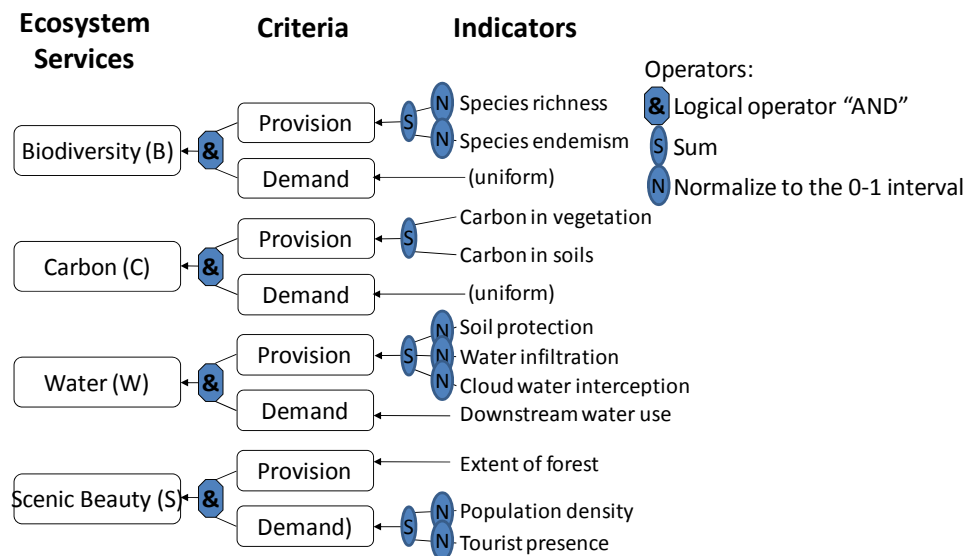 Ecosystem
Services
Criteria
Indicators
Operators:
& Logical operator “AND”
S Sum
N Normalize to the 0-1 interval
Biodiversity (B)
&
Provision
S
N Species richness
N Species endemism
Demand
(uniform)
Carbon (C)
&
Provision
S
Carbon in vegetation
Carbon in soils
Demand
(uniform)
Water (W)
&
Provision
S
N Soil protection
N Water infiltration
N Cloud water interception
Demand
Downstream water use
Scenic Beauty (S)
&
Provision
Extent of forest
Demand)
S
N Population density
N Tourist presence